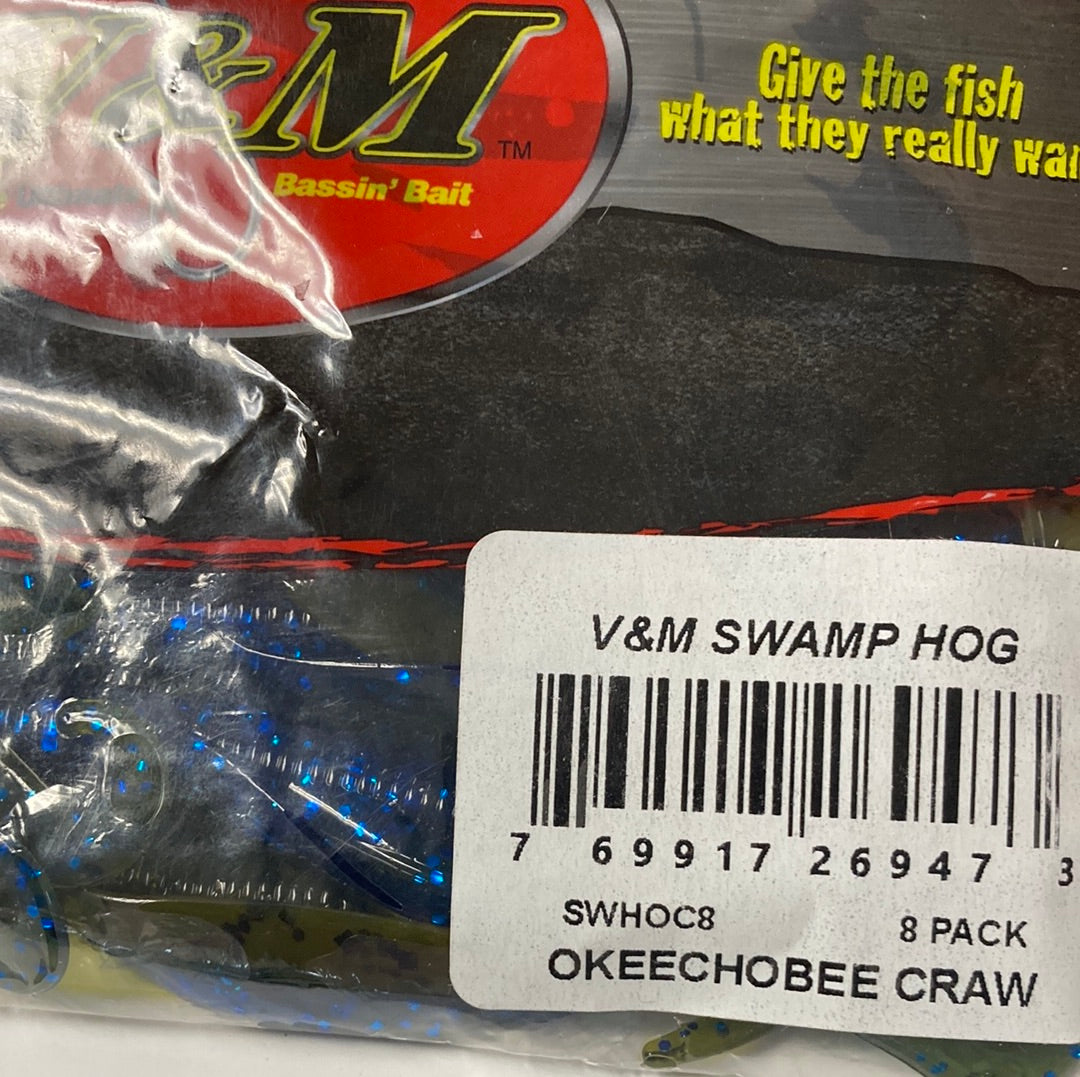 V&M
TM
Bassin' Bait
Give the fish
what they really
V&M SWAMP HOG
7 69917 26947 3
SWHOC8
8 PACK
OKEECHOBEE CRAW